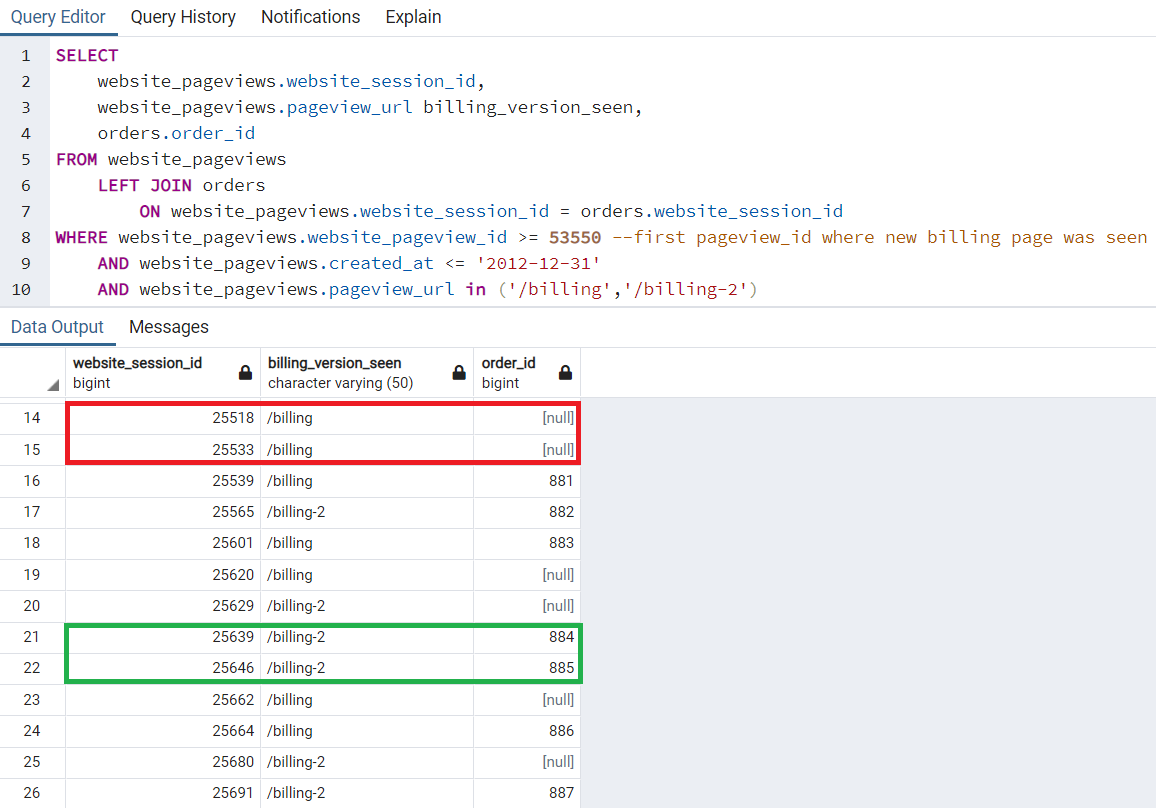 Query Editor Query History Notifications Explain
1 SELECT
2 website_pageviews.website_session_id,
3 website_pageviews.pageview_url billing_version_seen,
4 orders.order_id
5 FROM website_pageviews
6 LEFT JOIN orders
7 ON website_pageviews.website_session_id = orders.website_session_id
8 WHERE website_pageviews.website_pageview_id >= 53550 --first pageview_id where new billing page was seen
9 AND website_pageviews.created_at <= '2012-12-31'
10 AND website_pageviews.pageview_url in ('/billing','/billing-2')
Data Output Messages
website_session_id billing_version_seen order_id
bigint character varying (50) bigint
14 25518 /billing [null]
15 25533 /billing [null]
16 25539 /billing 881
17 25565 /billing-2 882
18 25601 /billing 883
19 25620 /billing [null]
20 25629 /billing-2 [null]
21 25639 /billing-2 884
22 25646 /billing-2 885
23 25662 /billing [null]
24 25664 /billing 886
25 25680 /billing-2 [null]
26 25691 /billing-2 887